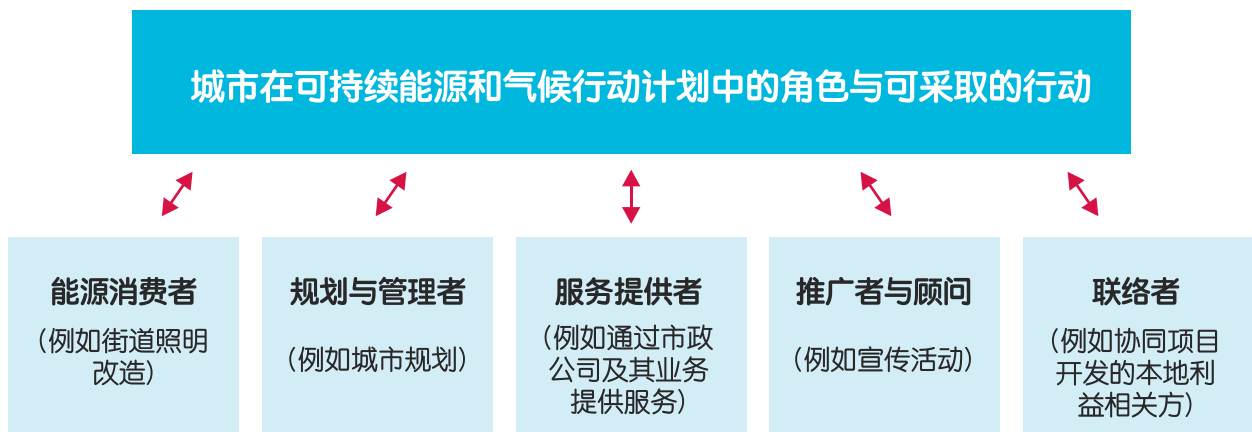 城市在可持续能源和气候行动计划中的角色与可采取的行动
能源消费者
（例如街道照明
改造）
规划与管理者
（例如城市规划）
服务提供者
（例如通过市政
公司及其业务
提供服务）
推广者与顾问
（例如宣传活动）
联络者
（例如协同项目
开发的本地利
益相关方）